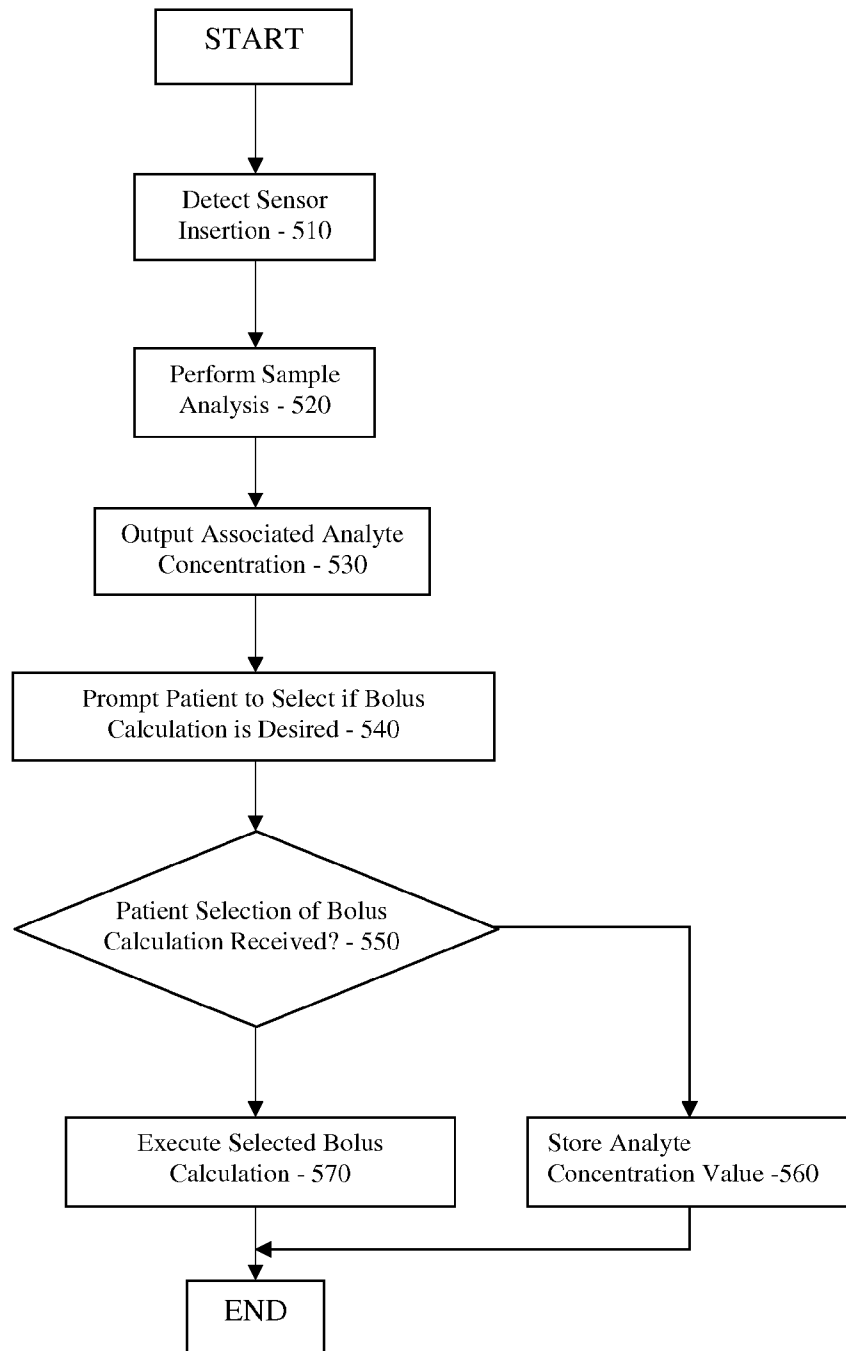 START
Detect Sensor
Insertion - 510
Perform Sample
Analysis - 520
Output Associated Analyte
Concentration - 530
Prompt Patient to Select if Bolus
Calculation is Desired - 540
Patient Selection of Bolus
Calculation Received? - 550
Execute Selected Bolus
Calculation - 570
Store Analyte
Concentration Value -560
END